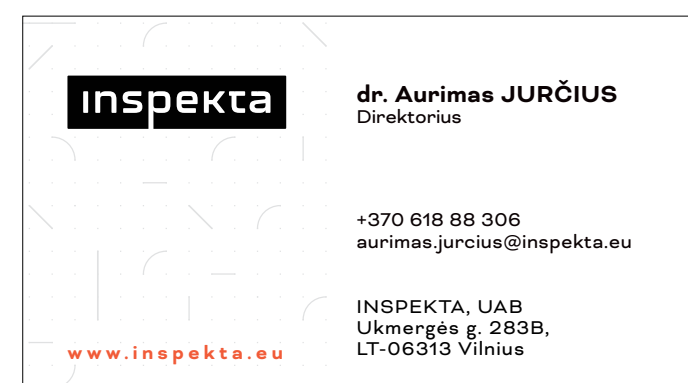 ınspekta
dr. Aurimas JURČIUS
Direktorius
+370 618 88 306
aurimas.jurcius@inspekta.eu
INSPEKTA, UAB
Ukmergės g. 283B,
LT-06313 Vilnius
www.inspekta.eu